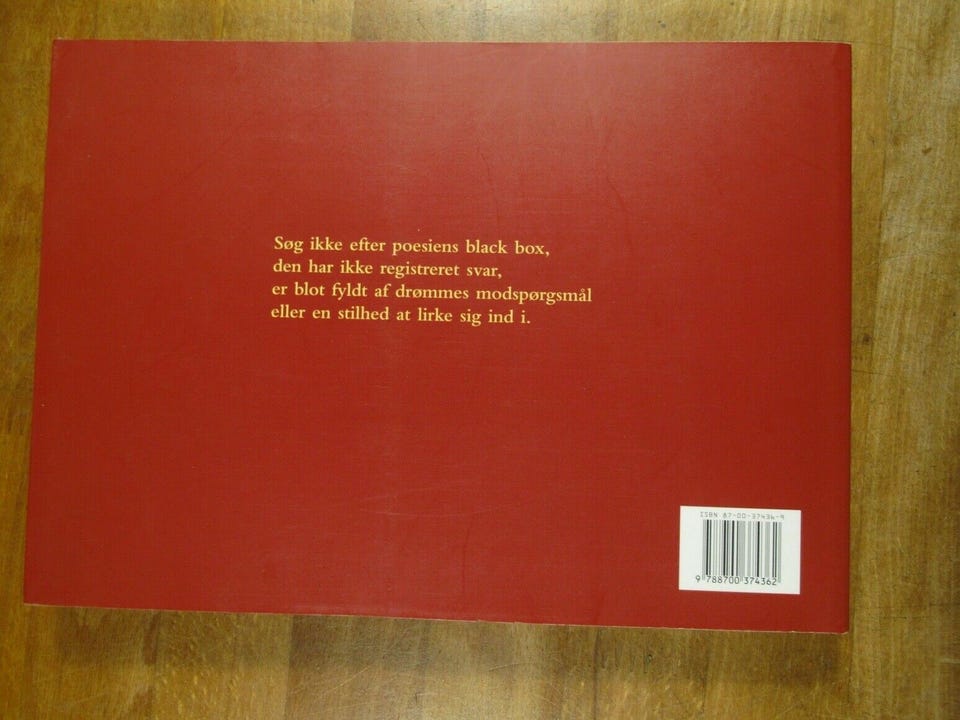 Søg ikke efter poesiens black box,
den har ikke registreret svar,
er blot fyldt af drømmes modspørgsmål
eller en stilhed at lirke sig ind i.
ISBN 87-00-37436-9
9 788700 374362